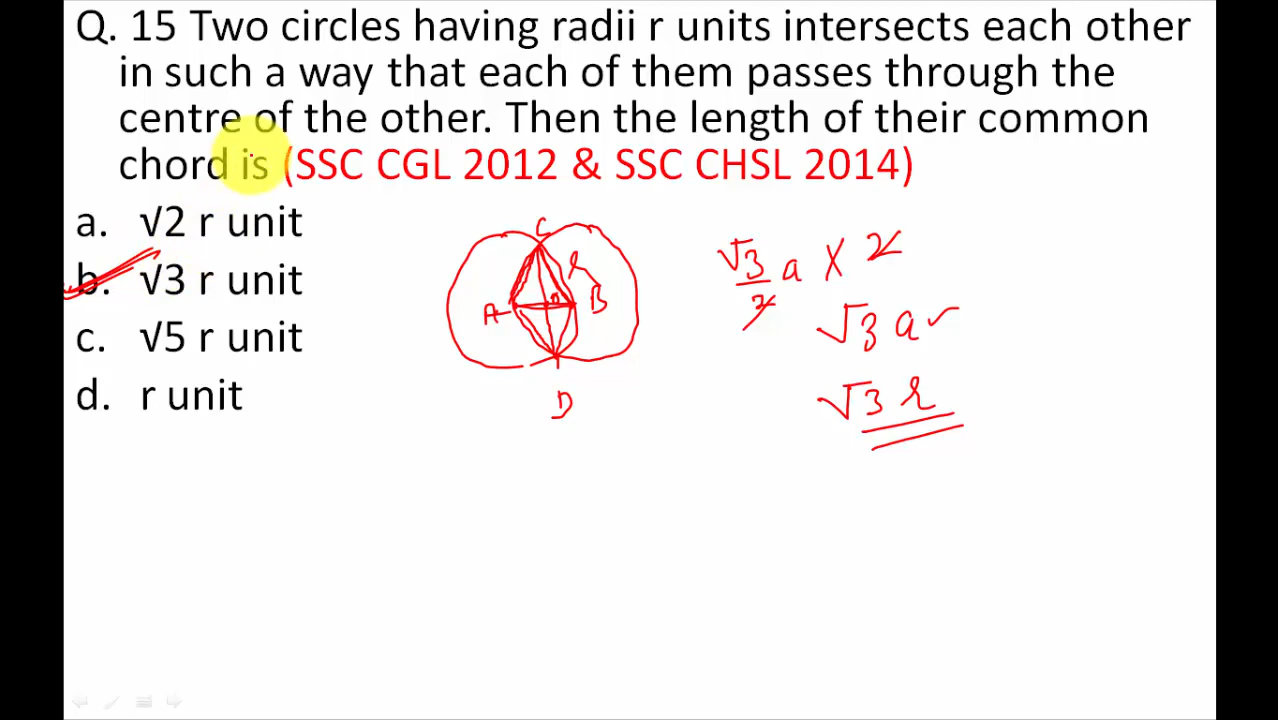 Q. 15 Two circles having radii r units intersects each other
in such a way that each of them passes through the
centre of the other. Then the length of their common
chord is (SSC CGL 2012 & SSC CHSL 2014)
a. √2 r unit
b. √3 r unit
c. √5 r unit
d. r unit
C
r
A
B
D
√3/2 a × 2
√3 a
√3 r